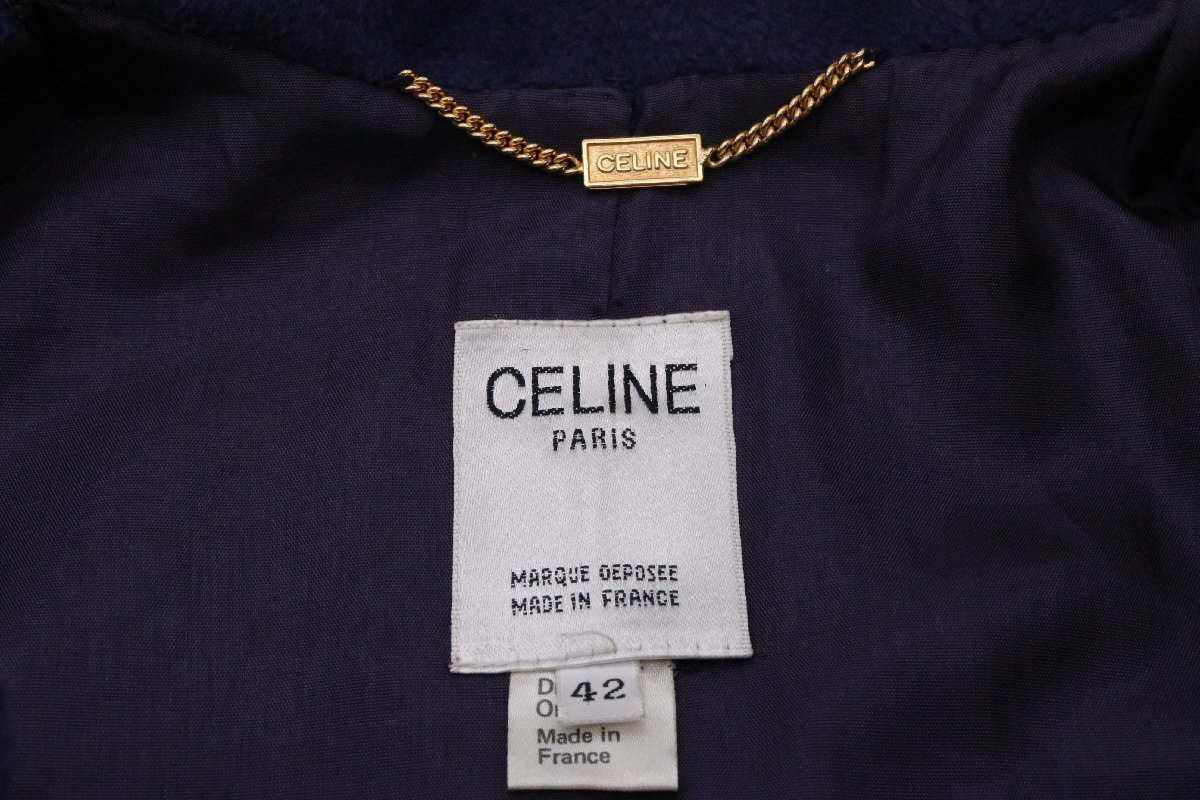 CELINE
CELINE
PARIS
MARQUE DEPOSEE
MADE IN FRANCE
42
Made in
France